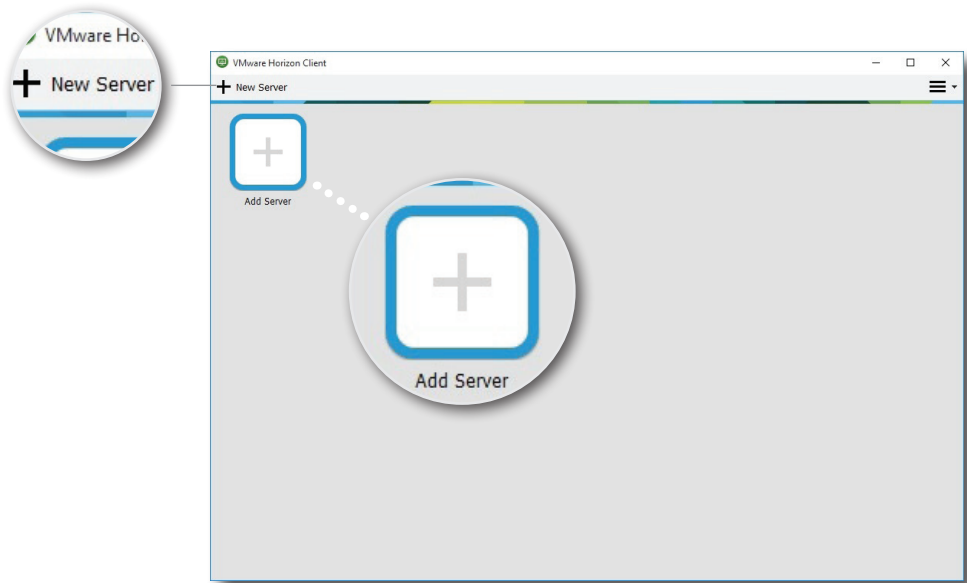 VMware Ho
New Server
VMware Horizon Client
New Server
Add Server
Add Server